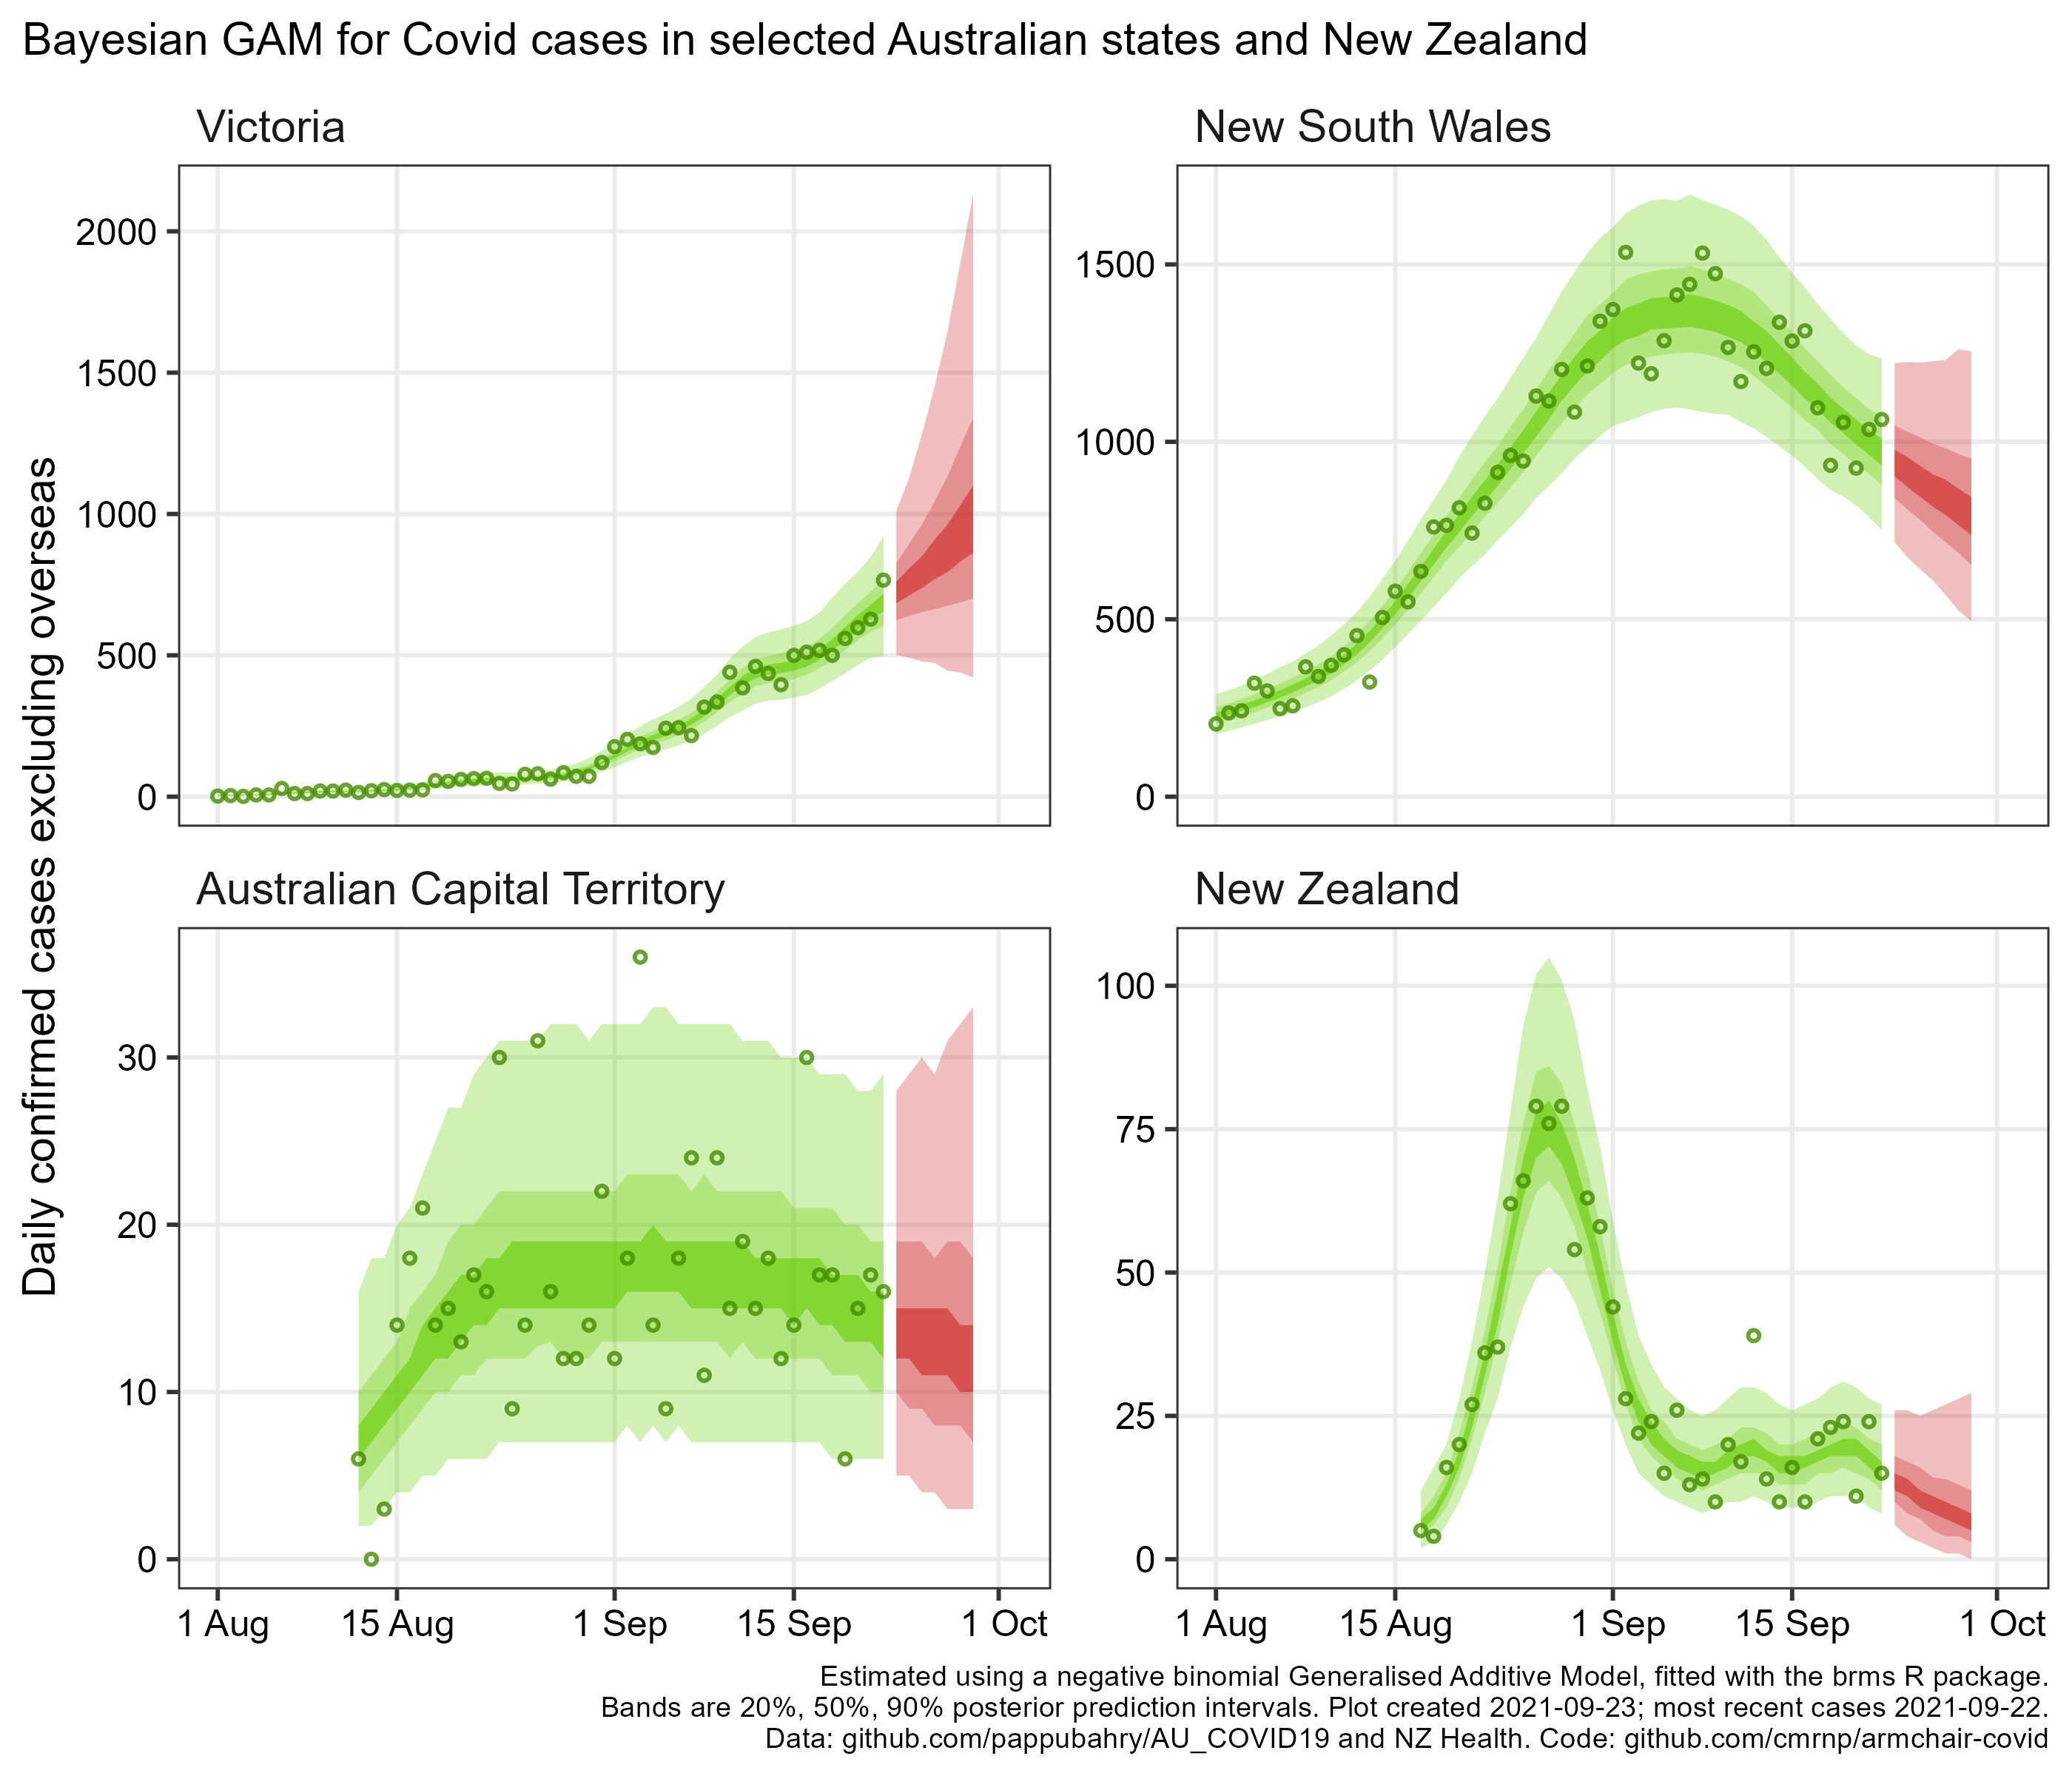 Bayesian GAM for Covid cases in selected Australian states and New Zealand
Daily confirmed cases excluding overseas
Victoria
2000
1500
1000
500
0
New South Wales
1500
1000
500
0
Australian Capital Territory
30
20
10
0
1 Aug 15 Aug 1 Sep 15 Sep 1 Oct
New Zealand
100
75
50
25
0
1 Aug 15 Aug 1 Sep 15 Sep 1 Oct
Estimated using a negative binomial Generalised Additive Model, fitted with the brms R package.
Bands are 20%, 50%, 90% posterior prediction intervals. Plot created 2021-09-23; most recent cases 2021-09-22.
Data: github.com/pappubahry/AU_COVID19 and NZ Health. Code: github.com/cmrnp/armchair-covid